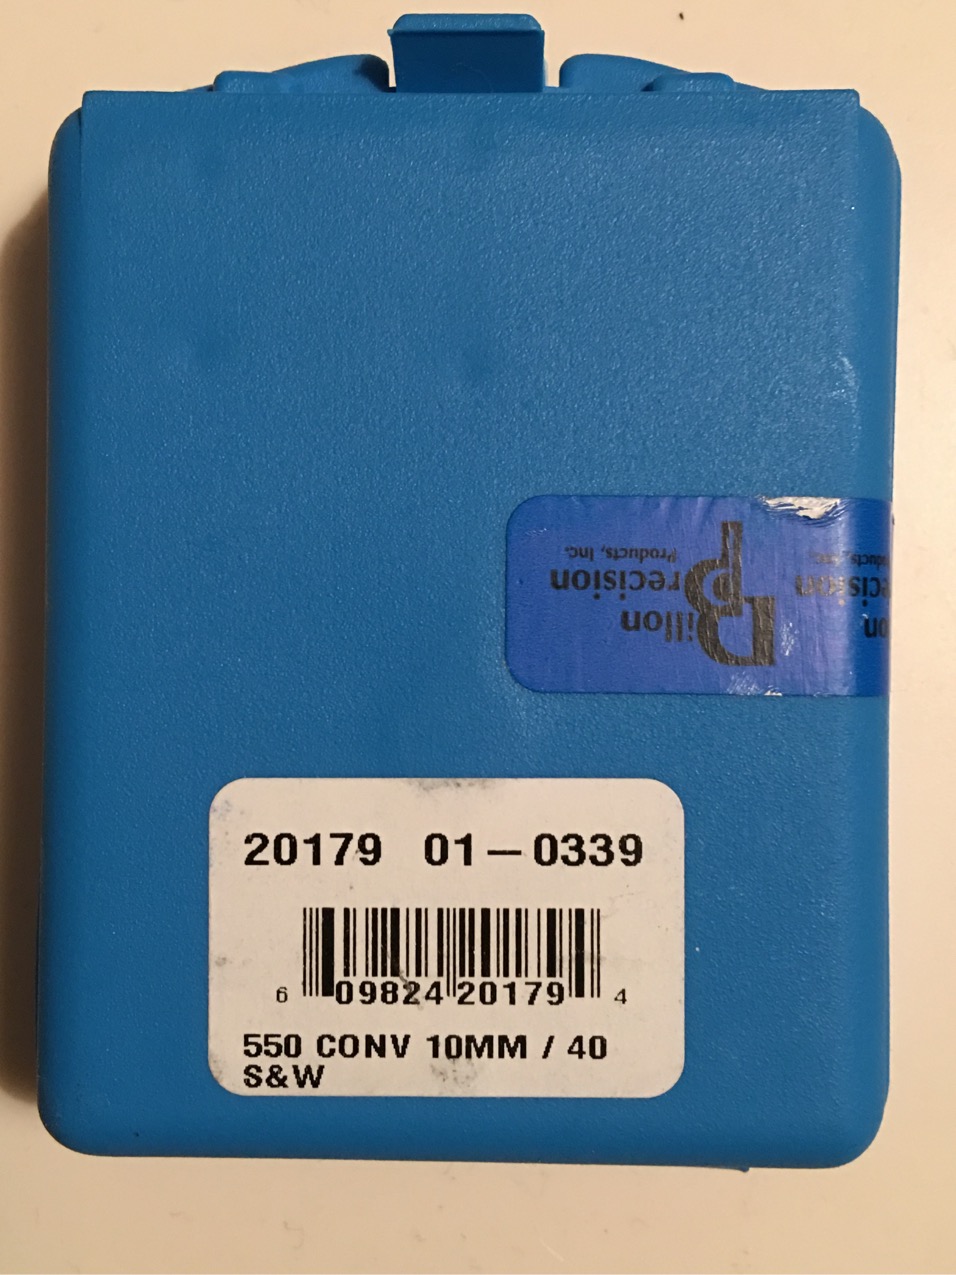 Dillon
Precision
Products, Inc.
20179 01-0339
6 09824 20179 4
550 CONV 10MM / 40
S&W